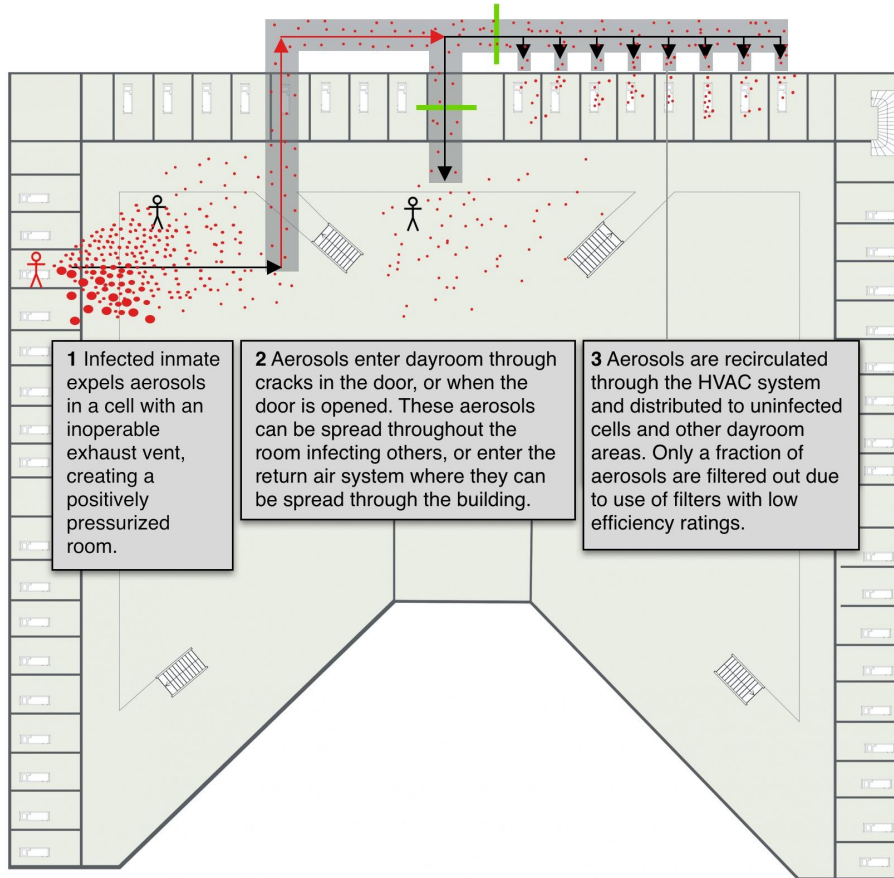 1 Infected inmate
expels aerosols
in a cell with an
inoperable
exhaust vent,
creating a
positively
pressurized
room.
2 Aerosols enter dayroom through
cracks in the door, or when the
door is opened. These aerosols
can be spread throughout the
room infecting others, or enter the
return air system where they can
be spread through the building.
3 Aerosols are recirculated
through the HVAC system
and distributed to uninfected
cells and other dayroom
areas. Only a fraction of
aerosols are filtered out due
to use of filters with low
efficiency ratings.